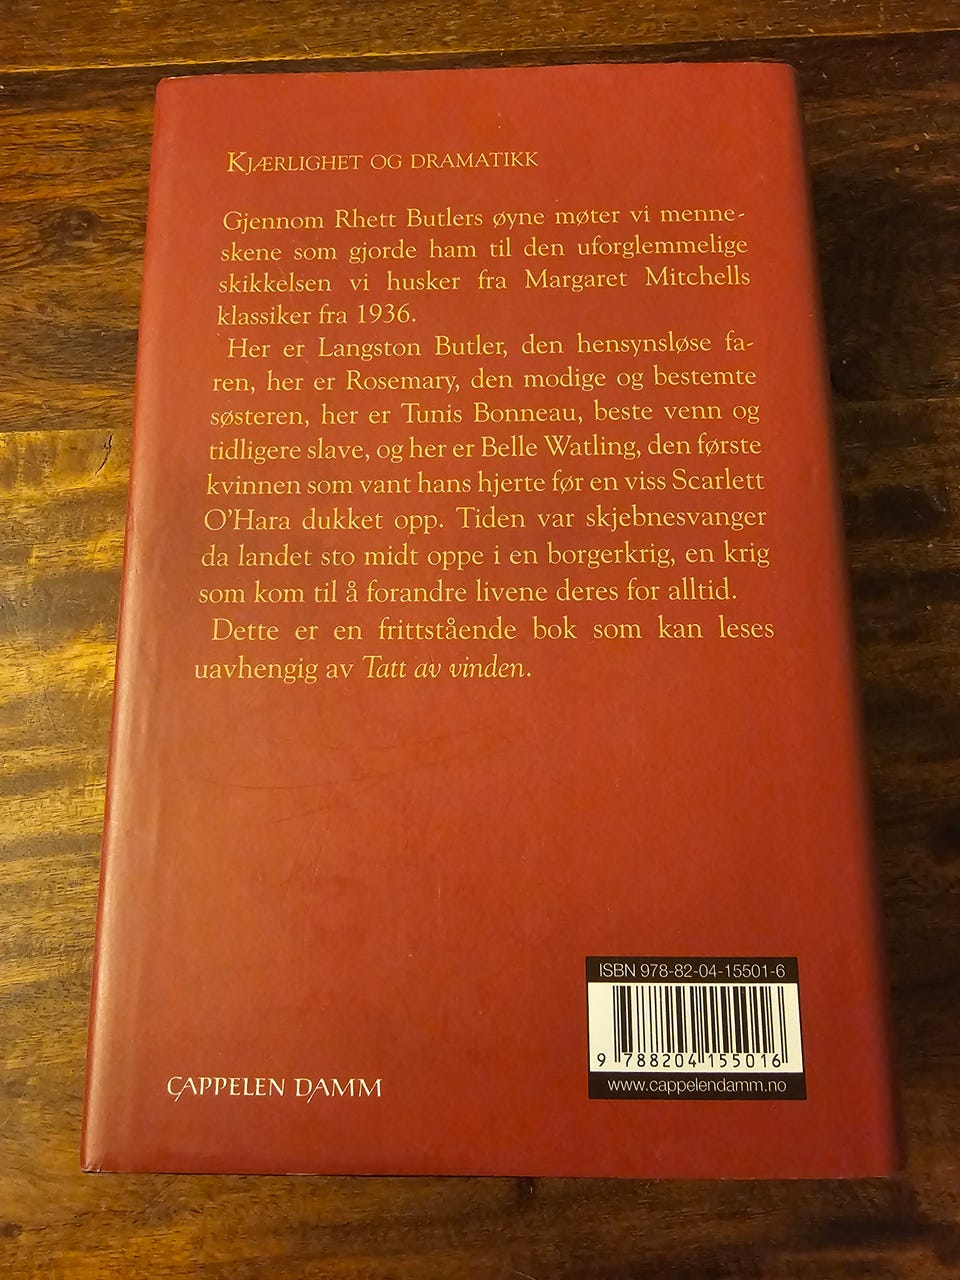 KJÆRLIGHET OG DRAMATIKK
Gjennom Rhett Butlers øyne møter vi menne-
skene som gjorde ham til den uforglemmelige
skikkelsen vi husker fra Margaret Mitchells
klassiker fra 1936.
Her er Langston Butler, den hensynsløse fa-
ren, her er Rosemary, den modige og bestemte
søsteren, her er Tunis Bonneau, beste venn og
tidligere slave, og her er Belle Watling, den første
kvinnen som vant hans hjerte før en viss Scarlett
O'Hara dukket opp. Tiden var skjebnesvanger
da landet sto midt oppe i en borgerkrig, en krig
som kom til å forandre livene deres for alltid.
Dette er en frittstående bok som kan leses
uavhengig av Tatt av vinden.
ISBN 978-82-04-15501-6
9 788204 155016
www.cappelendamm.no
CAPPELEN DAMM